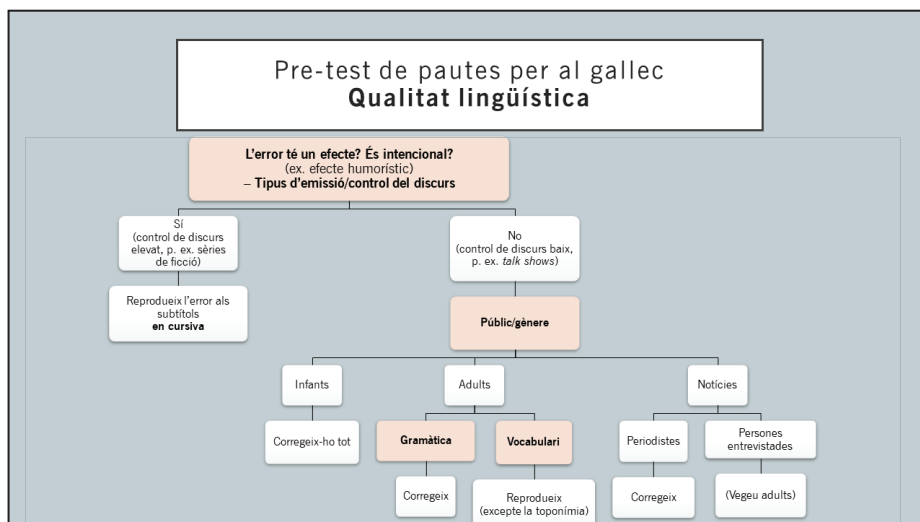 Pre-test de pautes per al gallec
Qualitat lingüística
L'error té un efecte? És intencional?
(ex. efecte humorístic)
– Tipus d'emissió/control del discurs
Sí
(control de discurs
elevat, p. ex. sèries
de ficció)
No
(control de discurs baix,
p. ex. talk shows)
Reprodueix l'error als
subtítols
en cursiva
Públic/gènere
Infants
Adults
Notícies
Corregeix-ho tot
Gramàtica
Vocabulari
Periodistes
Persones
entrevistades
Corregeix
Reprodueix
(excepte la toponímia)
Corregeix
(Vegeu adults)